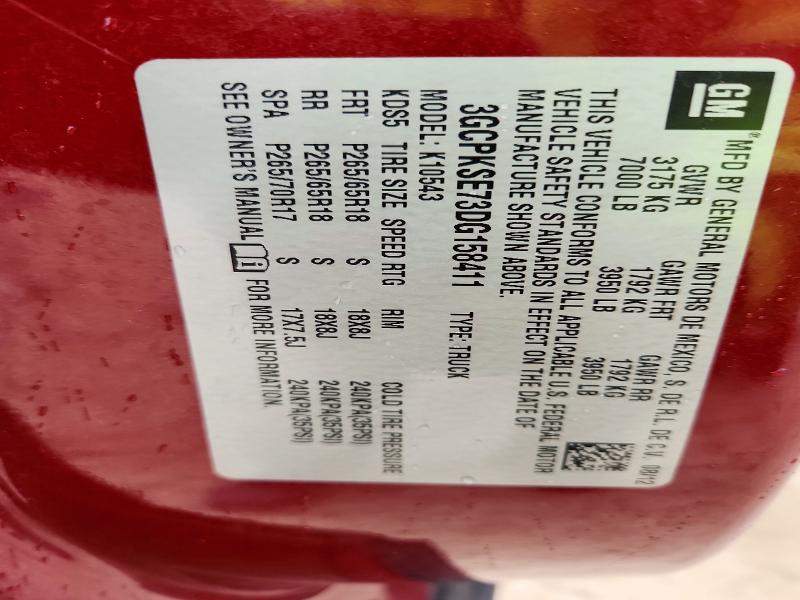 GM® MFD BY GENERAL MOTORS DE MEXICO, S. DE R.L. DE C.V. 08/12
GVWR GAWR FRT GAWR RR
3175 KG 1792 KG 1792 KG
7000 LB 3950 LB 3950 LB
THIS VEHICLE CONFORMS TO ALL APPLICABLE U.S. FEDERAL MOTOR
VEHICLE SAFETY STANDARDS IN EFFECT ON THE DATE OF
MANUFACTURE SHOWN ABOVE.
3GCPKSE73DG158411 TYPE:TRUCK
MODEL: K10543
KDS5 TIRE SIZE SPEED RTG RIM COLD TIRE PRESSURE
FRT P265/65R18 S 18X8J 240KPA(35PSI)
RR P265/65R18 S 18X8J 240KPA(35PSI)
SPA P265/70R17 S 17X7.5J 240KPA(35PSI)
SEE OWNER'S MANUAL FOR MORE INFORMATION.